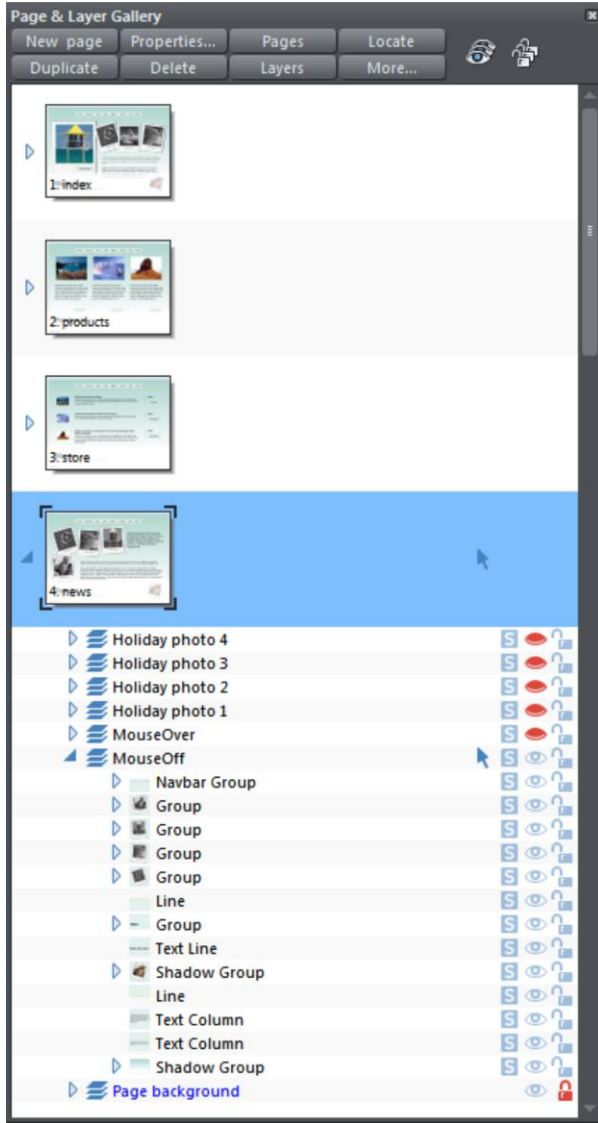 Page & Layer Gallery
New page Properties... Pages Locate
Duplicate Delete Layers More...
1: index
2: products
3: store
4: news
Holiday photo 4 S
Holiday photo 3 S
Holiday photo 2 S
Holiday photo 1 S
MouseOver S
MouseOff S
Navbar Group S
Group S
Group S
Group S
Group S
Line S
Group S
Text Line S
Shadow Group S
Line S
Text Column S
Text Column S
Shadow Group S
Page background